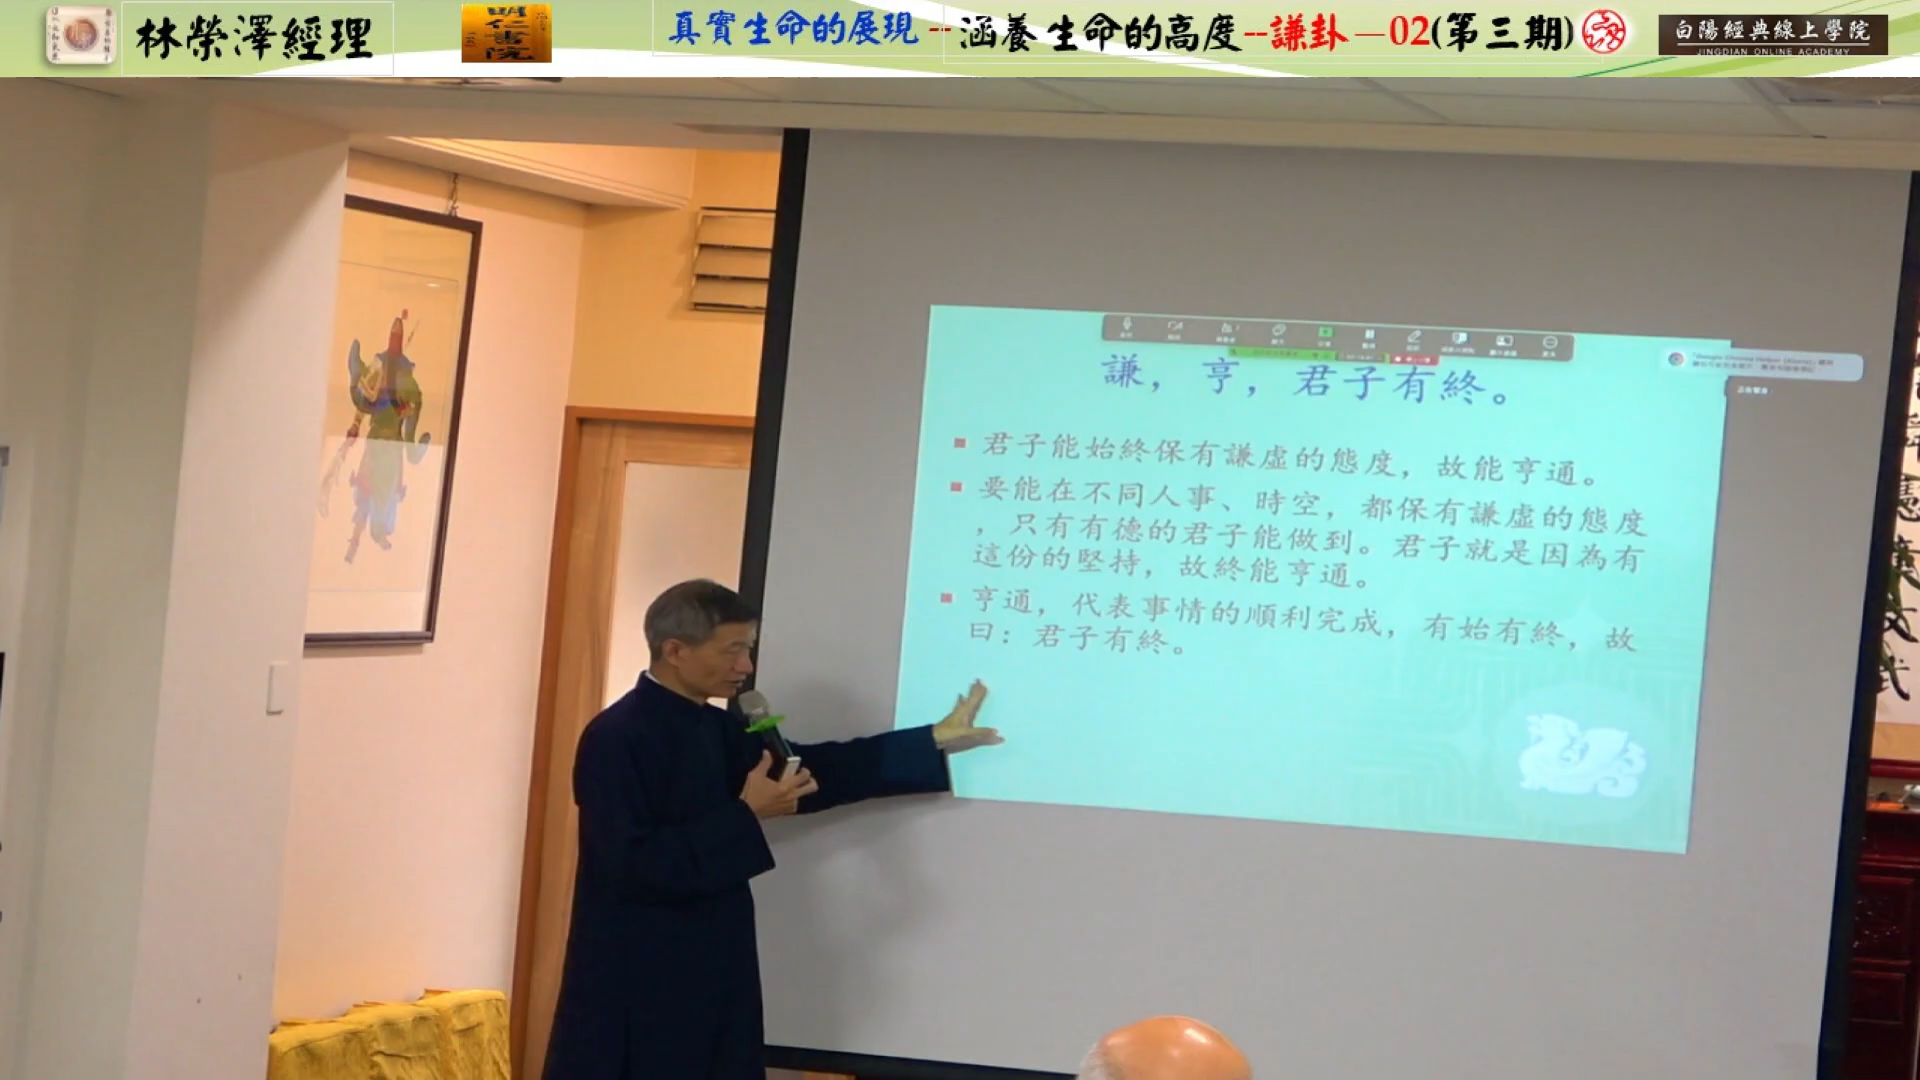 林榮澤經理
明仁書院
真實生命的展現--涵養生命的高度--謙卦—02(第三期)
白陽經典線上學院
JINGDIAN ONLINE ACADEMY
謙，亨，君子有終。
君子能始終保有謙虛的態度，故能亨通。
要能在不同人事、時空，都保有謙虛的態度
，只有有德的君子能做到。君子就是因為有
這份的堅持，故終能亨通。
亨通，代表事情的順利完成，有始有終，故
曰：君子有終。